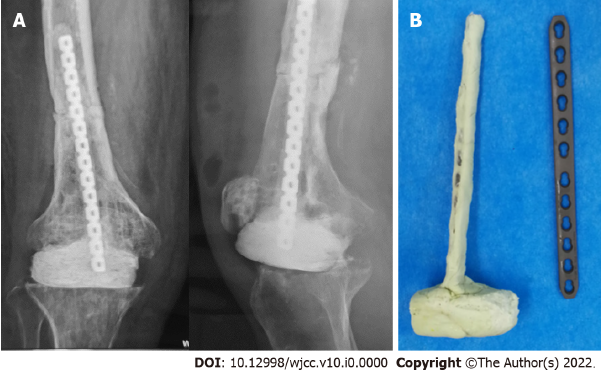 A
B
W
DOI: 10.12998/wjcc.v10.i0.0000 Copyright ©The Author(s) 2022.